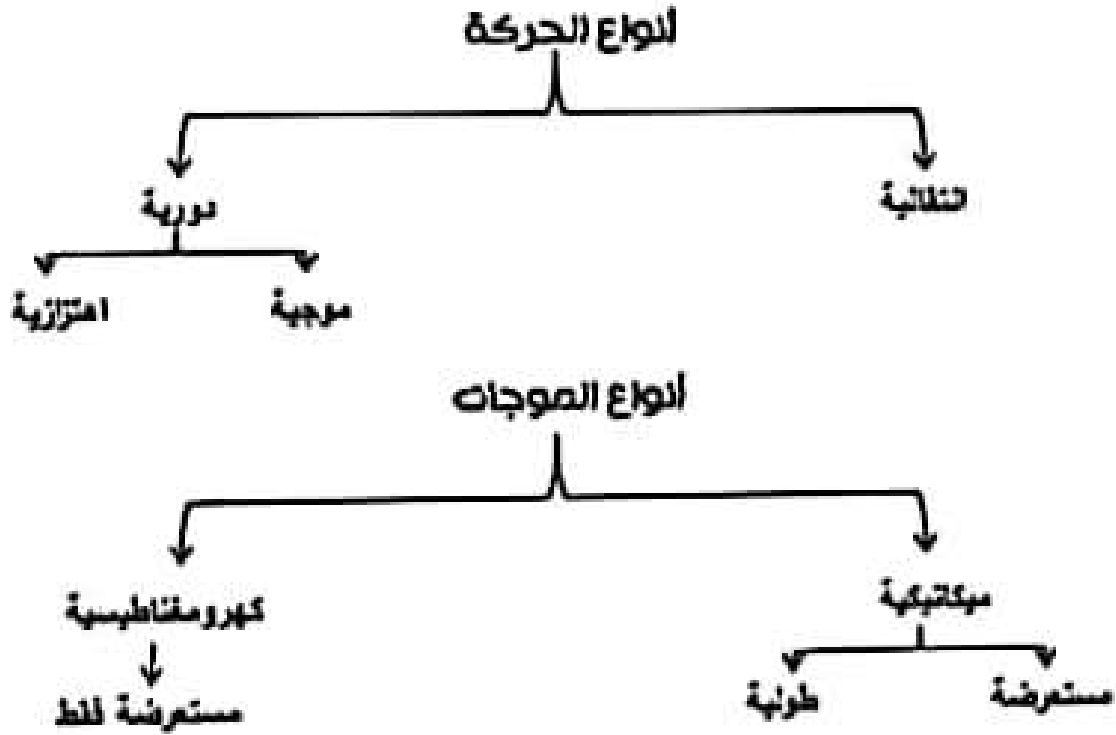 أنواع الحركة
انتقالية
دورية
موجية
اهتزازية
أنواع الموجات
ميكانيكية
كهرومغناطيسية
مستعرضة
طولية
مستعرضة فقط